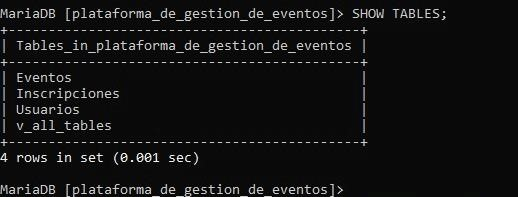 MariaDB [plataforma_de_gestion_de_eventos]> SHOW TABLES;
+--------------------------------------------+
| Tables_in_plataforma_de_gestion_de_eventos |
+--------------------------------------------+
| Eventos                                    |
| Inscripciones                              |
| Usuarios                                   |
| v_all_tables                               |
+--------------------------------------------+
4 rows in set (0.001 sec)
MariaDB [plataforma_de_gestion_de_eventos]>